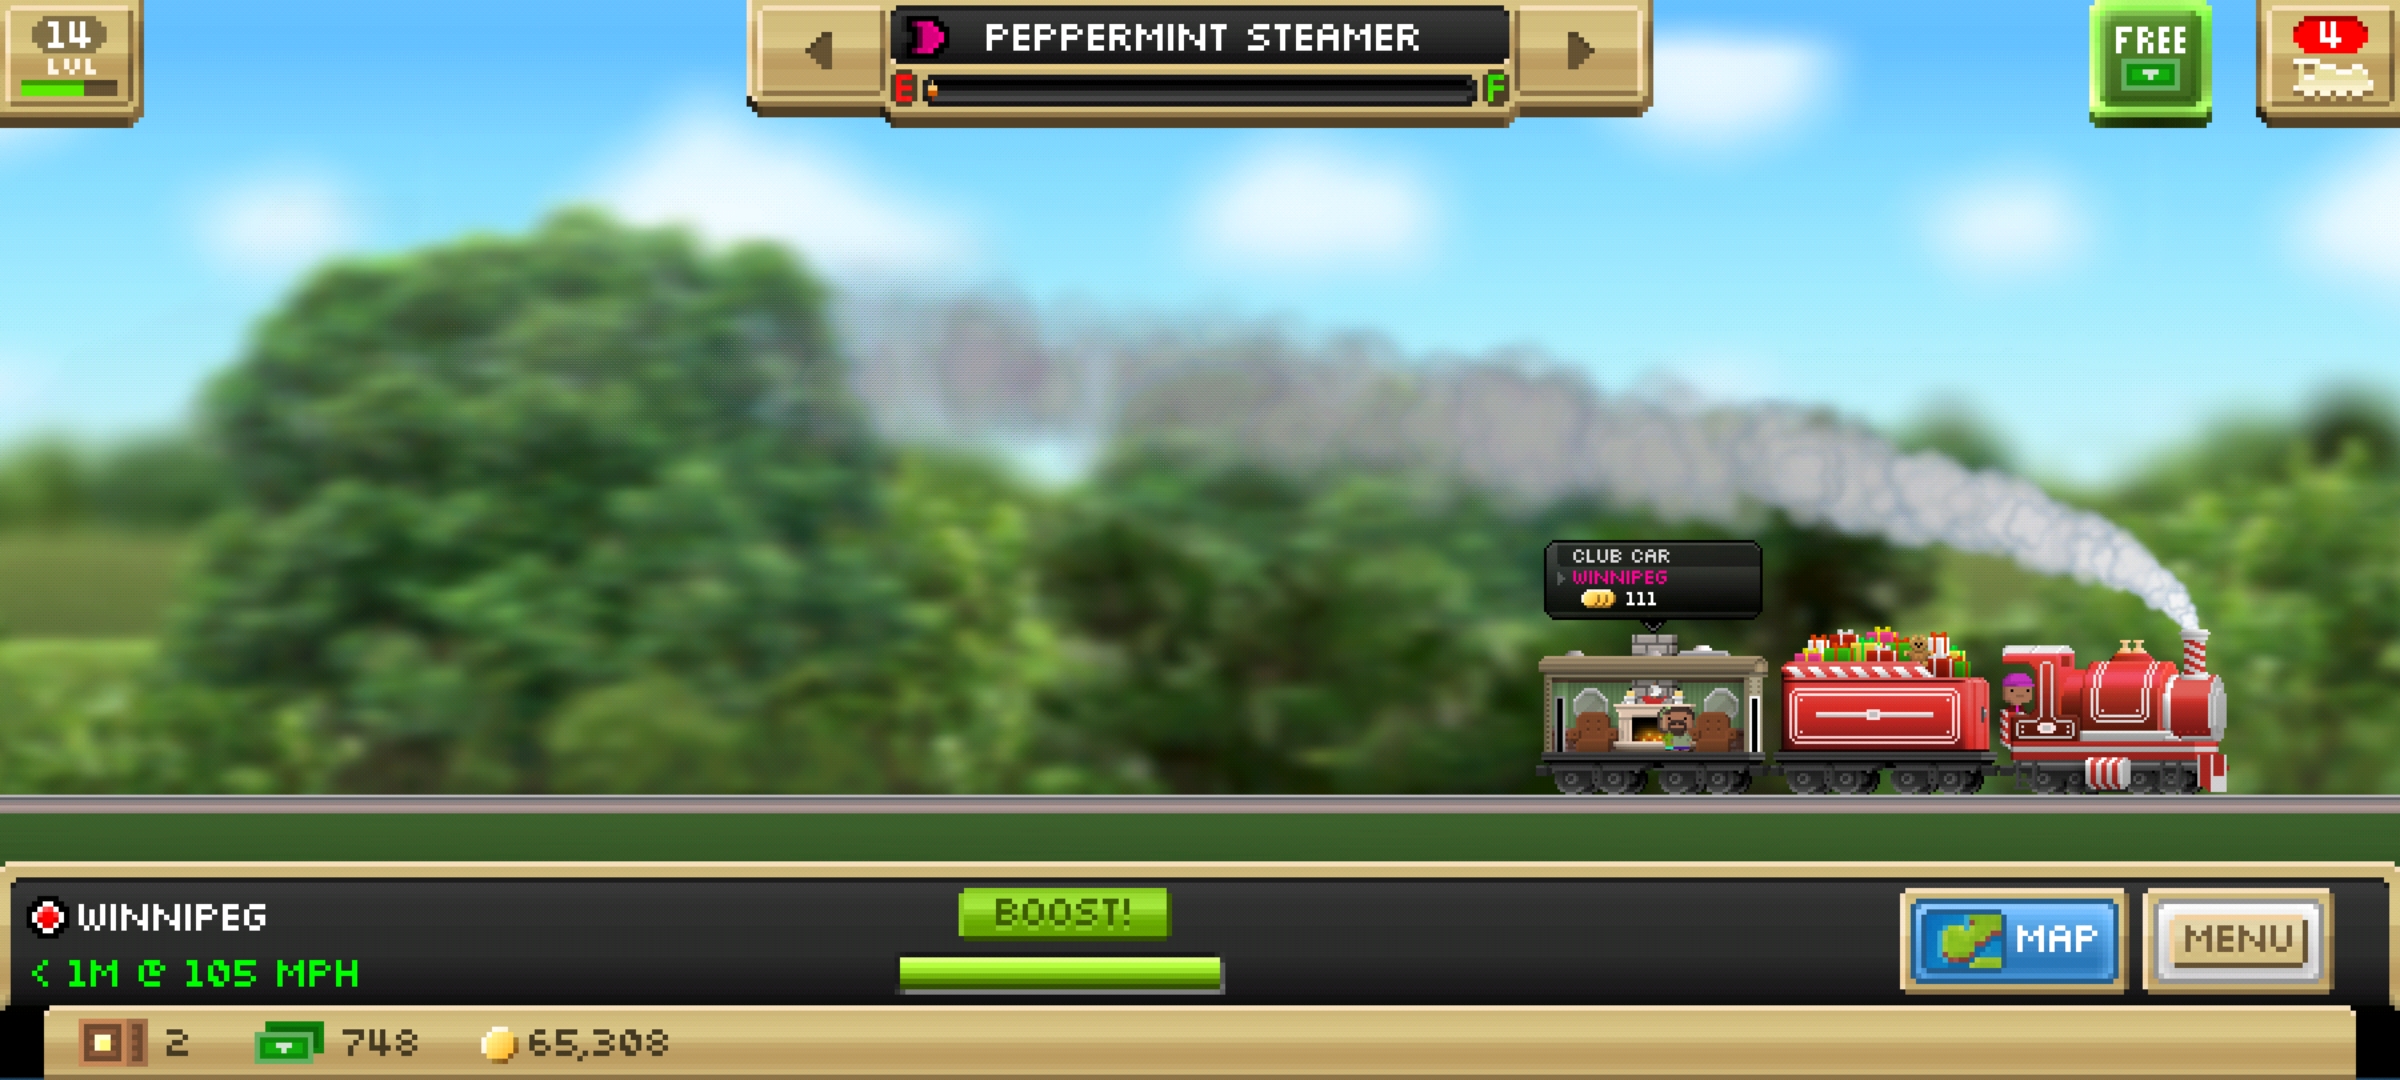 14
LVL
PEPPERMINT STEAMER
E F
FREE
4
CLUB CAR
WINNIPEG
111
WINNIPEG
< 1M @ 105 MPH
BOOST!
MAP
MENU
2
748
65,308